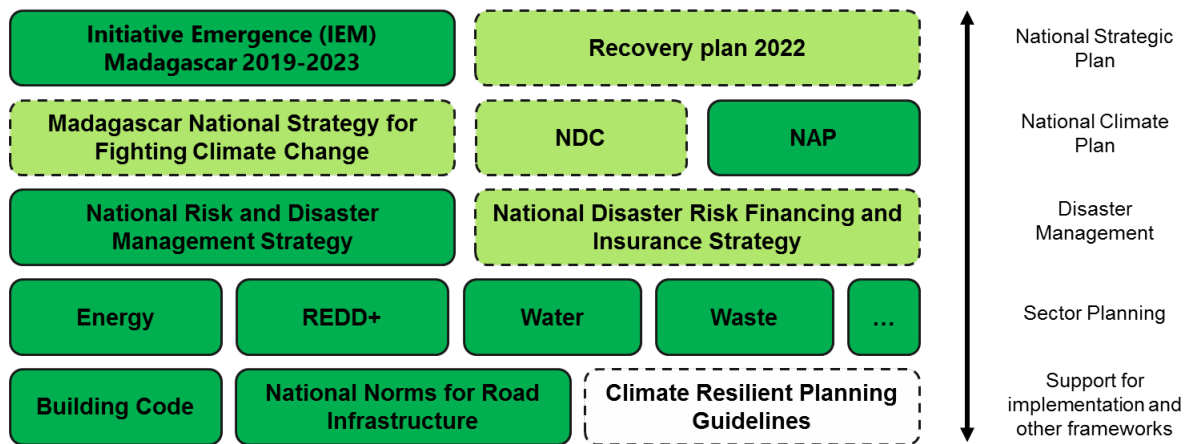 Initiative Emergence (IEM)
Madagascar 2019-2023
Recovery plan 2022
National Strategic
Plan
Madagascar National Strategy for
Fighting Climate Change
NDC
NAP
National Climate
Plan
National Risk and Disaster
Management Strategy
National Disaster Risk Financing and
Insurance Strategy
Disaster
Management
Energy
REDD+
Water
Waste
...
Sector Planning
Building Code
National Norms for Road
Infrastructure
Climate Resilient Planning
Guidelines
Support for
implementation and
other frameworks